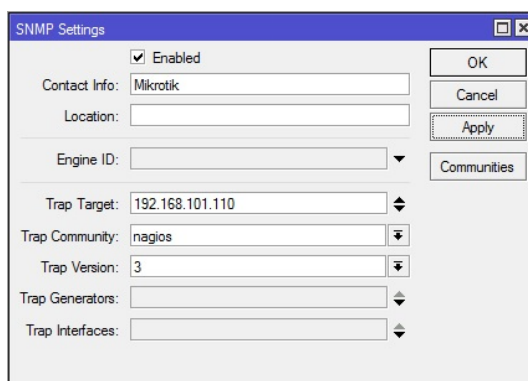 SNMP Settings
Enabled
OK
Contact Info: Mikrotik
Cancel
Location:
Apply
Engine ID:
Communities
Trap Target: 192.168.101.110
Trap Community: nagios
Trap Version: 3
Trap Generators:
Trap Interfaces: